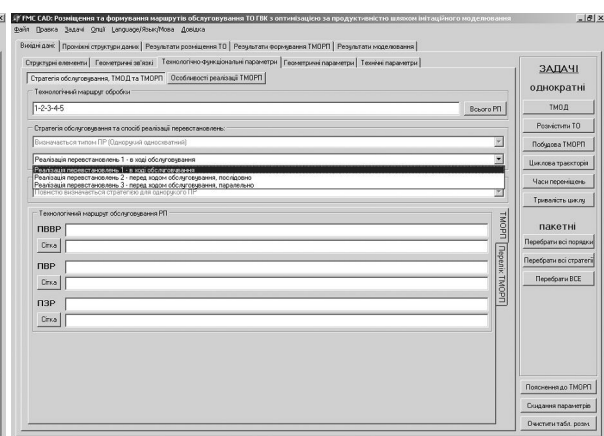 FMC CAD: Розміщення та формування маршрутів обслуговування ТО ГВК з оптимізацією за продуктивністю шляхом імітаційного моделювання
Файл Правка Задачі Опції Language/Язык/Мова Довідка
Вихідні дані Проміжні структури даних Результати розміщення ТО Результати формування ТМОРП Результати моделювання
Структурні елементи Геометричні зв'язки Технологічно-функціональні параметри Геометричні параметри Технічні параметри
Стратегія обслуговування, ТМОД та ТМОРП Особливості реалізації ТМОРП
Технологічний маршрут обробки
1-2-3-4-5
Всього РП
Стратегія обслуговування та спосіб реалізації перевстановлень:
Визначається типом ПР (Однорукий однозахватний)
Реалізація перевстановлень 1 - в ході обслуговування
Реалізація перевстановлень 1 - в ході обслуговування
Реалізація перевстановлень 2 - перед ходом обслуговування, послідовно
Реалізація перевстановлень 3 - перед ходом обслуговування, паралельно
Повністю визначається стратегією для однорукого ПР
Технологічний маршрут обслуговування РП
ПВВР
Сітка
ПВР
Сітка
ПЗР
Сітка
ТМОРП
Перелік ТМОРП
ЗАДАЧІ
однократні
ТМОД
Розмістити ТО
Побудова ТМОРП
Циклова траєкторія
Часи переміщень
Тривалість циклу
пакетні
Перебрати всі порядки
Перебрати всі стратегії
Перебрати ВСЕ
Пояснення до ТМОРП
Скидання параметрів
Очистити табл. розм.